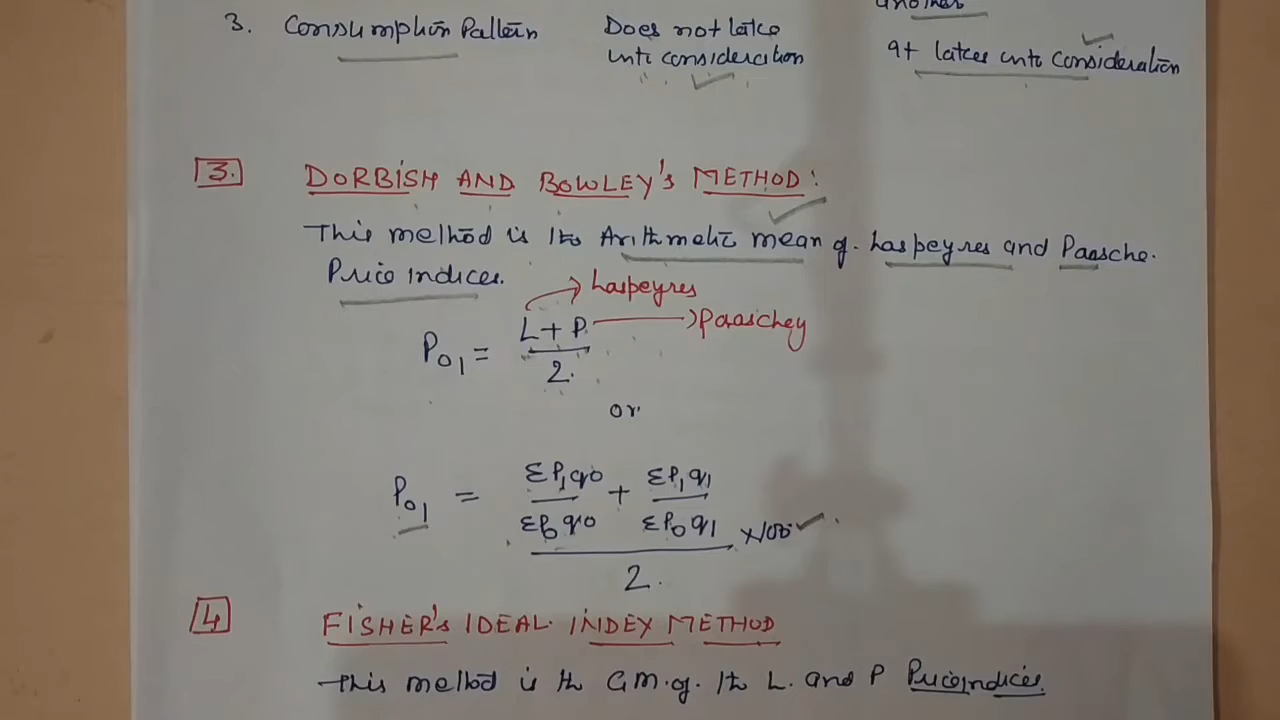 another
3. Consumption Pattern Does not take into consideration It takes into consideration
3. DORBISH AND BOWLEY'S METHOD:
This method is the Arithmetic mean of Laspeyres and Paasche.
Price indices.
Laspeyres
P01 = L+P / 2. Paaschey
or
P01 = (Σp1q0 / Σp0q0 + Σp1q1 / Σp0q1) / 2. ×100
4 FISHER'S IDEAL INDEX METHOD
This method is the G.M. of. the L. and P Price indices.